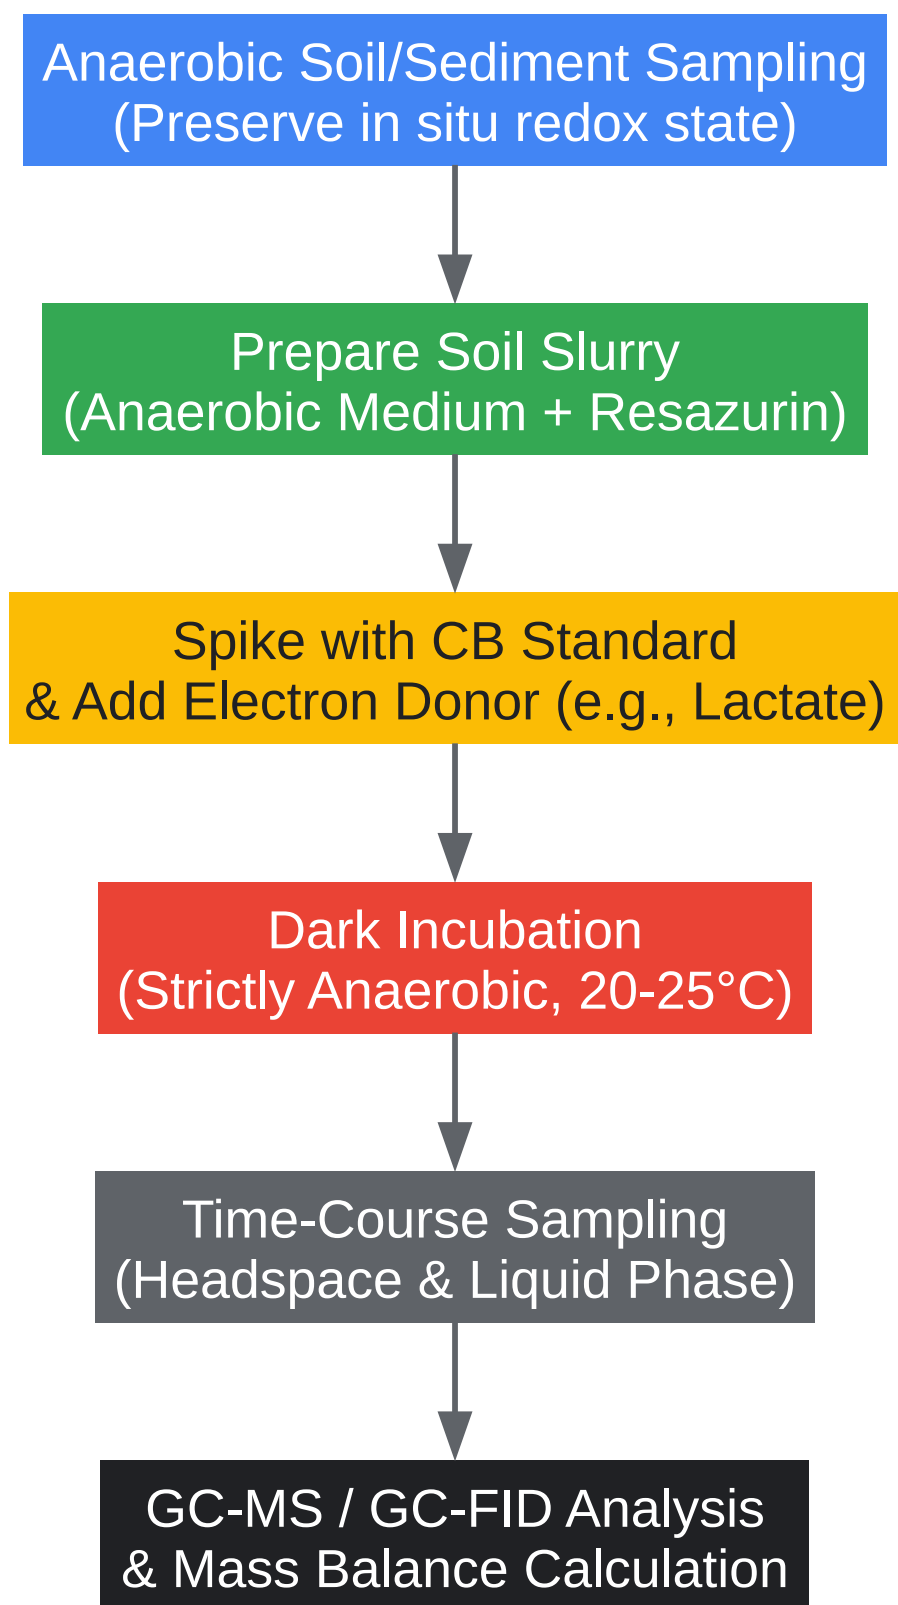 Anaerobic Soil/Sediment Sampling
(Preserve in situ redox state)
Prepare Soil Slurry
(Anaerobic Medium + Resazurin)
Spike with CB Standard
& Add Electron Donor (e.g., Lactate)
Dark Incubation
(Strictly Anaerobic, 20-25°C)
Time-Course Sampling
(Headspace & Liquid Phase)
GC-MS / GC-FID Analysis
& Mass Balance Calculation